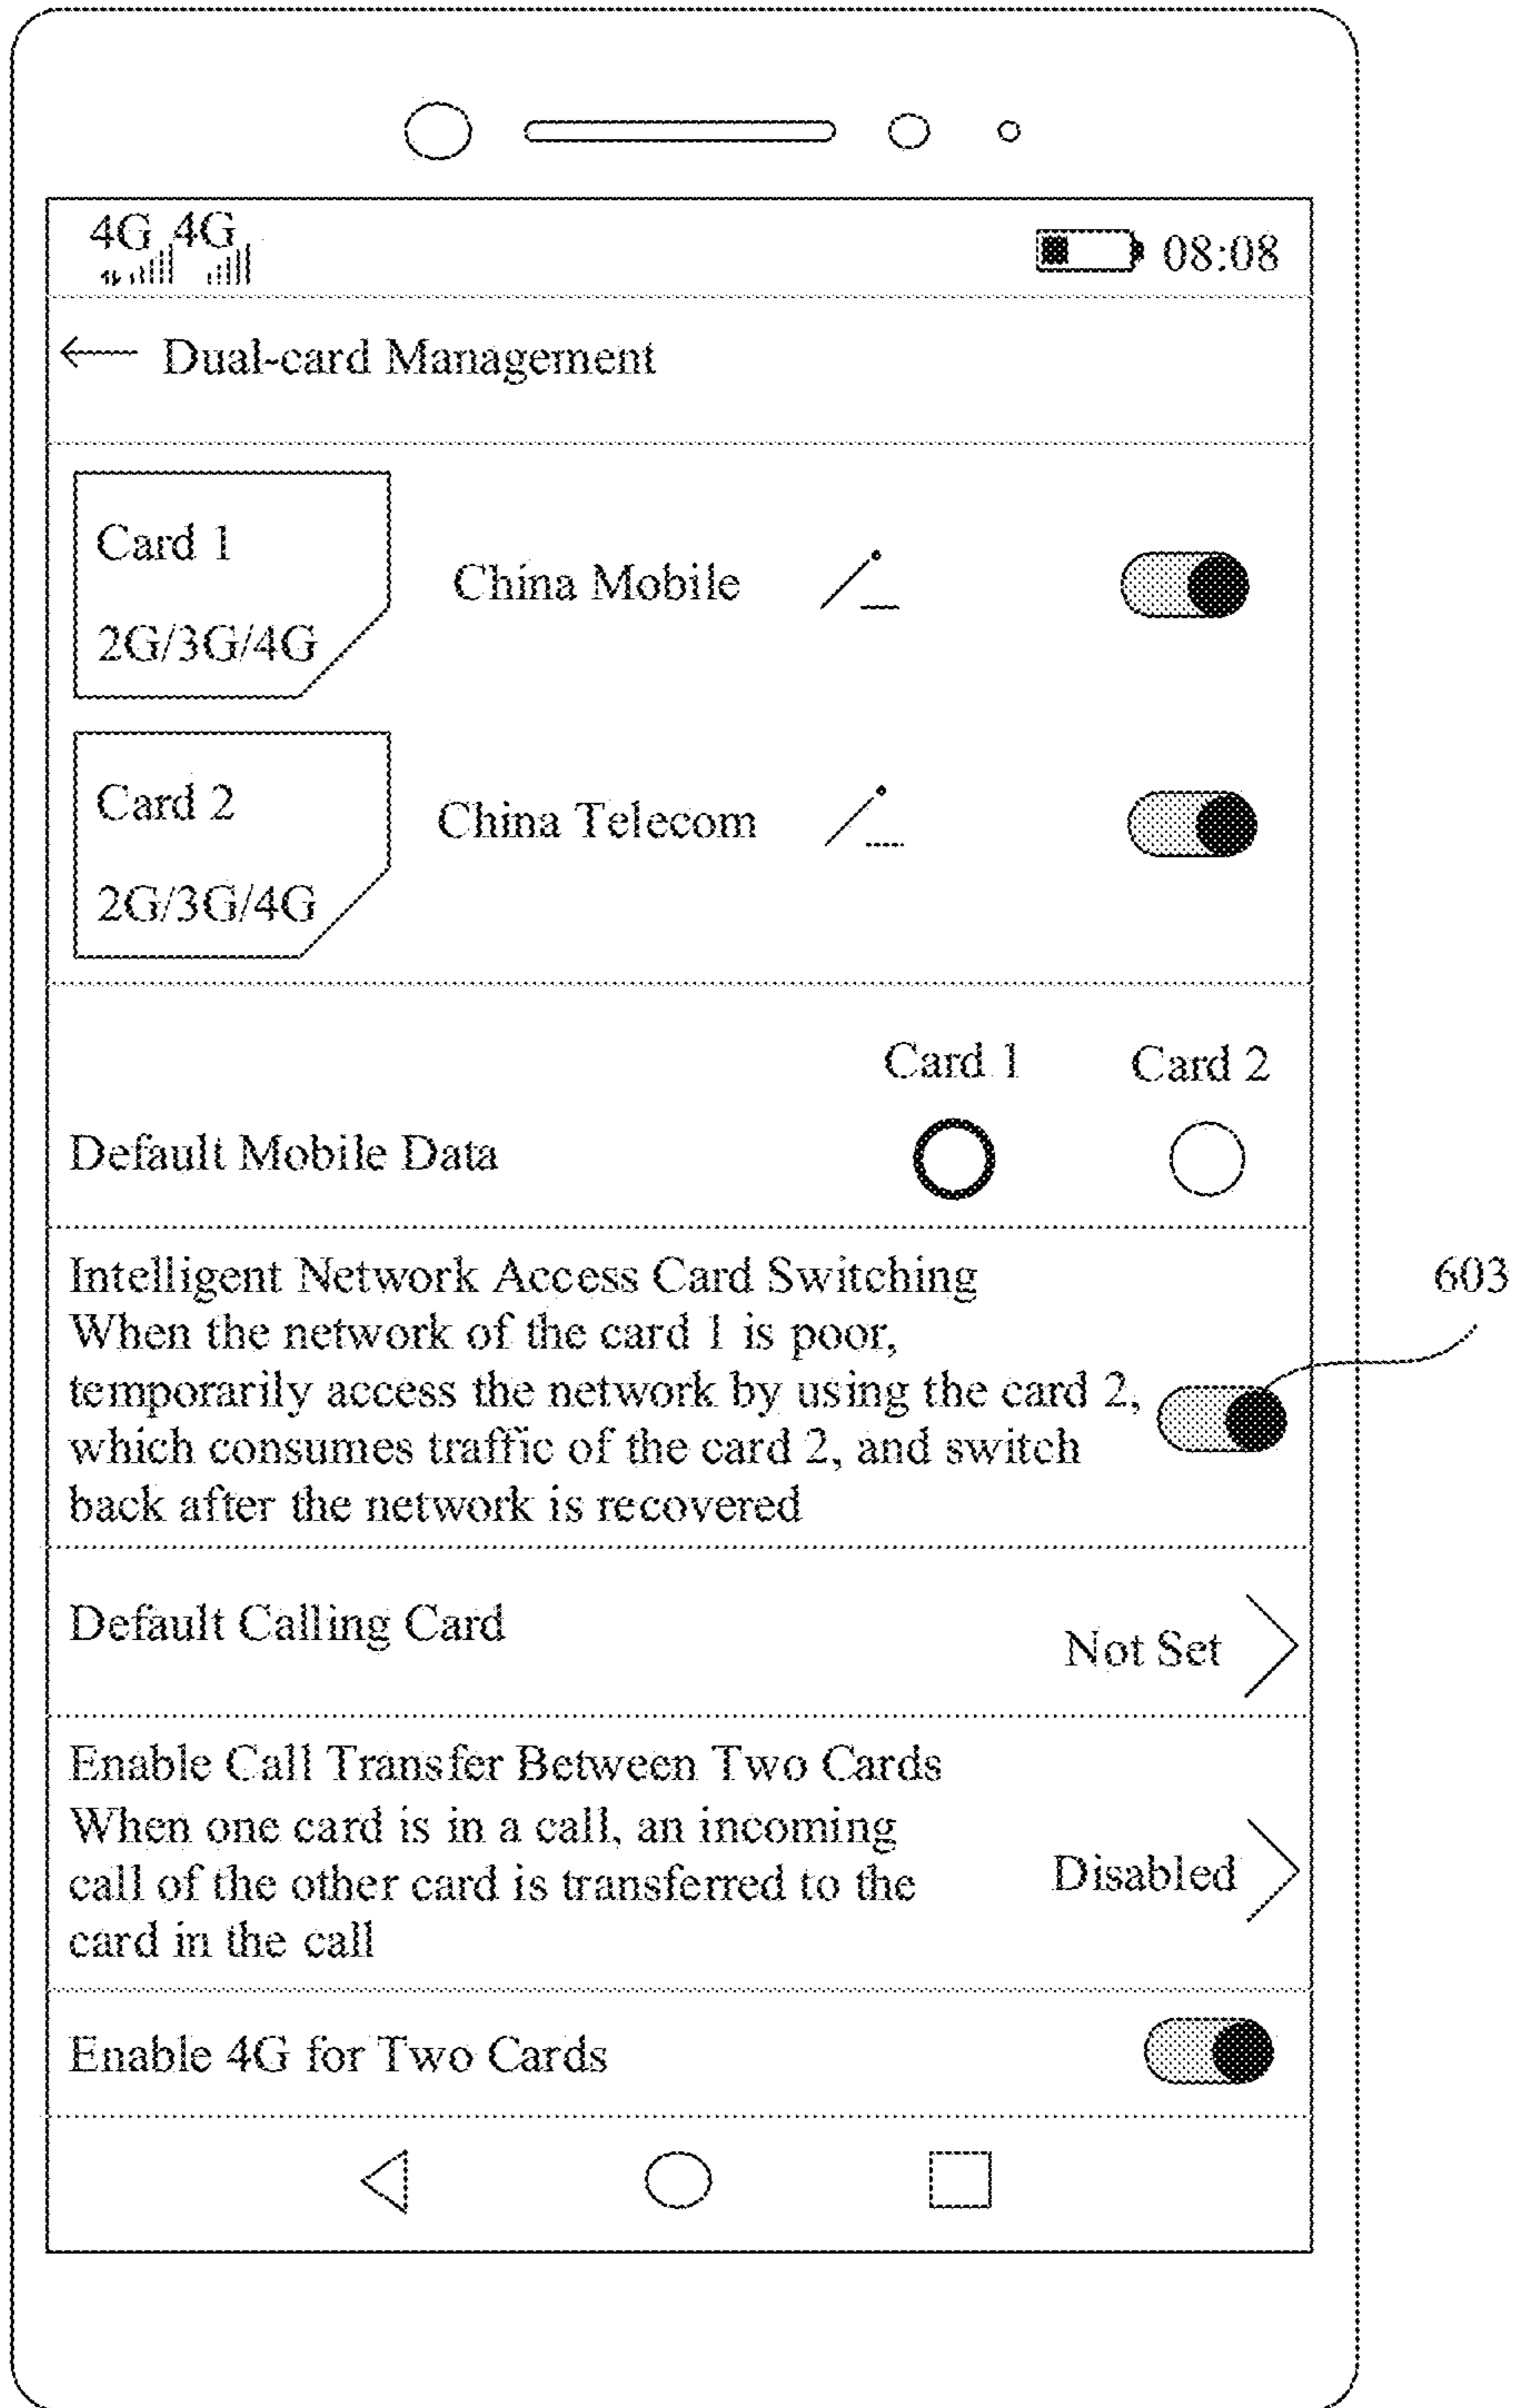 4G 4G
08:08
Dual-card Management
Card 1
2G/3G/4G
China Mobile
Card 2
2G/3G/4G
China Telecom
Card 1 Card 2
Default Mobile Data
Intelligent Network Access Card Switching
When the network of the card 1 is poor,
temporarily access the network by using the card 2,
which consumes traffic of the card 2, and switch
back after the network is recovered
603
Default Calling Card
Not Set
Enable Call Transfer Between Two Cards
When one card is in a call, an incoming
call of the other card is transferred to the
card in the call
Disabled
Enable 4G for Two Cards